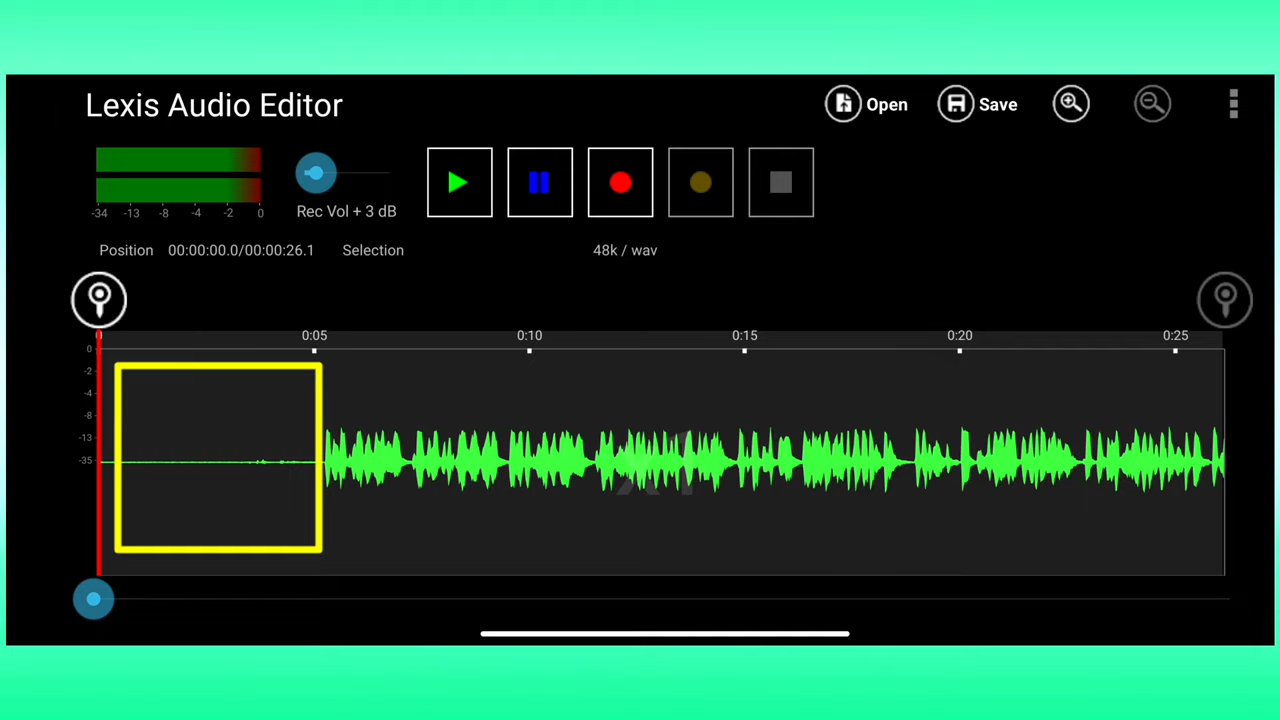 Lexis Audio Editor
Open
Save
-34 -13 -8 -4 -2 0
Rec Vol + 3 dB
Position 00:00:00.0/00:00:26.1 Selection 48k / wav
0:05 0:10 0:15 0:20 0:25
0
-2
-4
-8
-13
-35